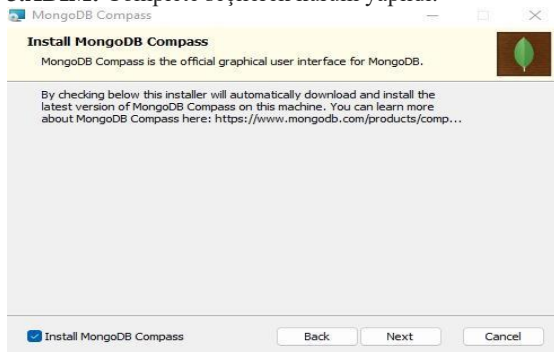 MongoDB Compass
Install MongoDB Compass
MongoDB Compass is the official graphical user interface for MongoDB.
By checking below this installer will automatically download and install the
latest version of MongoDB Compass on this machine. You can learn more
about MongoDB Compass here: https://www.mongodb.com/products/comp...
Install MongoDB Compass
Back
Next
Cancel